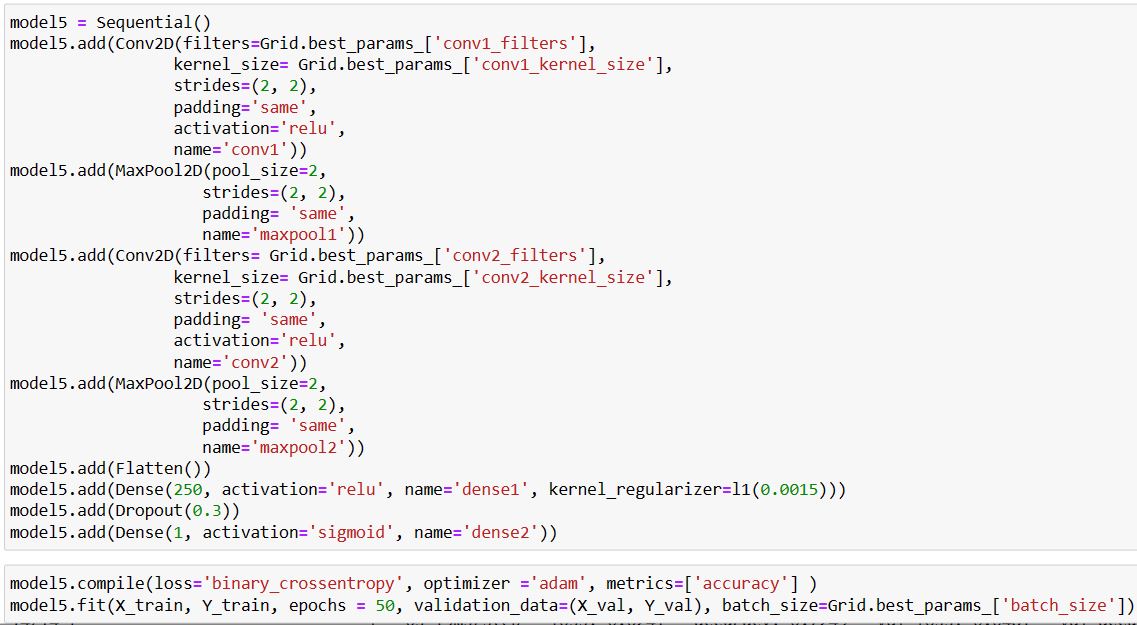 model5 = Sequential()
model5.add(Conv2D(filters=Grid.best_params_['conv1_filters'],
kernel_size= Grid.best_params_['conv1_kernel_size'],
strides=(2, 2),
padding='same',
activation='relu',
name='conv1'))
model5.add(MaxPool2D(pool_size=2,
strides=(2, 2),
padding= 'same',
name='maxpool1'))
model5.add(Conv2D(filters= Grid.best_params_['conv2_filters'],
kernel_size= Grid.best_params_['conv2_kernel_size'],
strides=(2, 2),
padding= 'same',
activation='relu',
name='conv2'))
model5.add(MaxPool2D(pool_size=2,
strides=(2, 2),
padding= 'same',
name='maxpool2'))
model5.add(Flatten())
model5.add(Dense(250, activation='relu', name='dense1', kernel_regularizer=l1(0.0015)))
model5.add(Dropout(0.3))
model5.add(Dense(1, activation='sigmoid', name='dense2'))
model5.compile(loss='binary_crossentropy', optimizer ='adam', metrics=['accuracy'] )
model5.fit(X_train, Y_train, epochs = 50, validation_data=(X_val, Y_val), batch_size=Grid.best_params_['batch_size'])